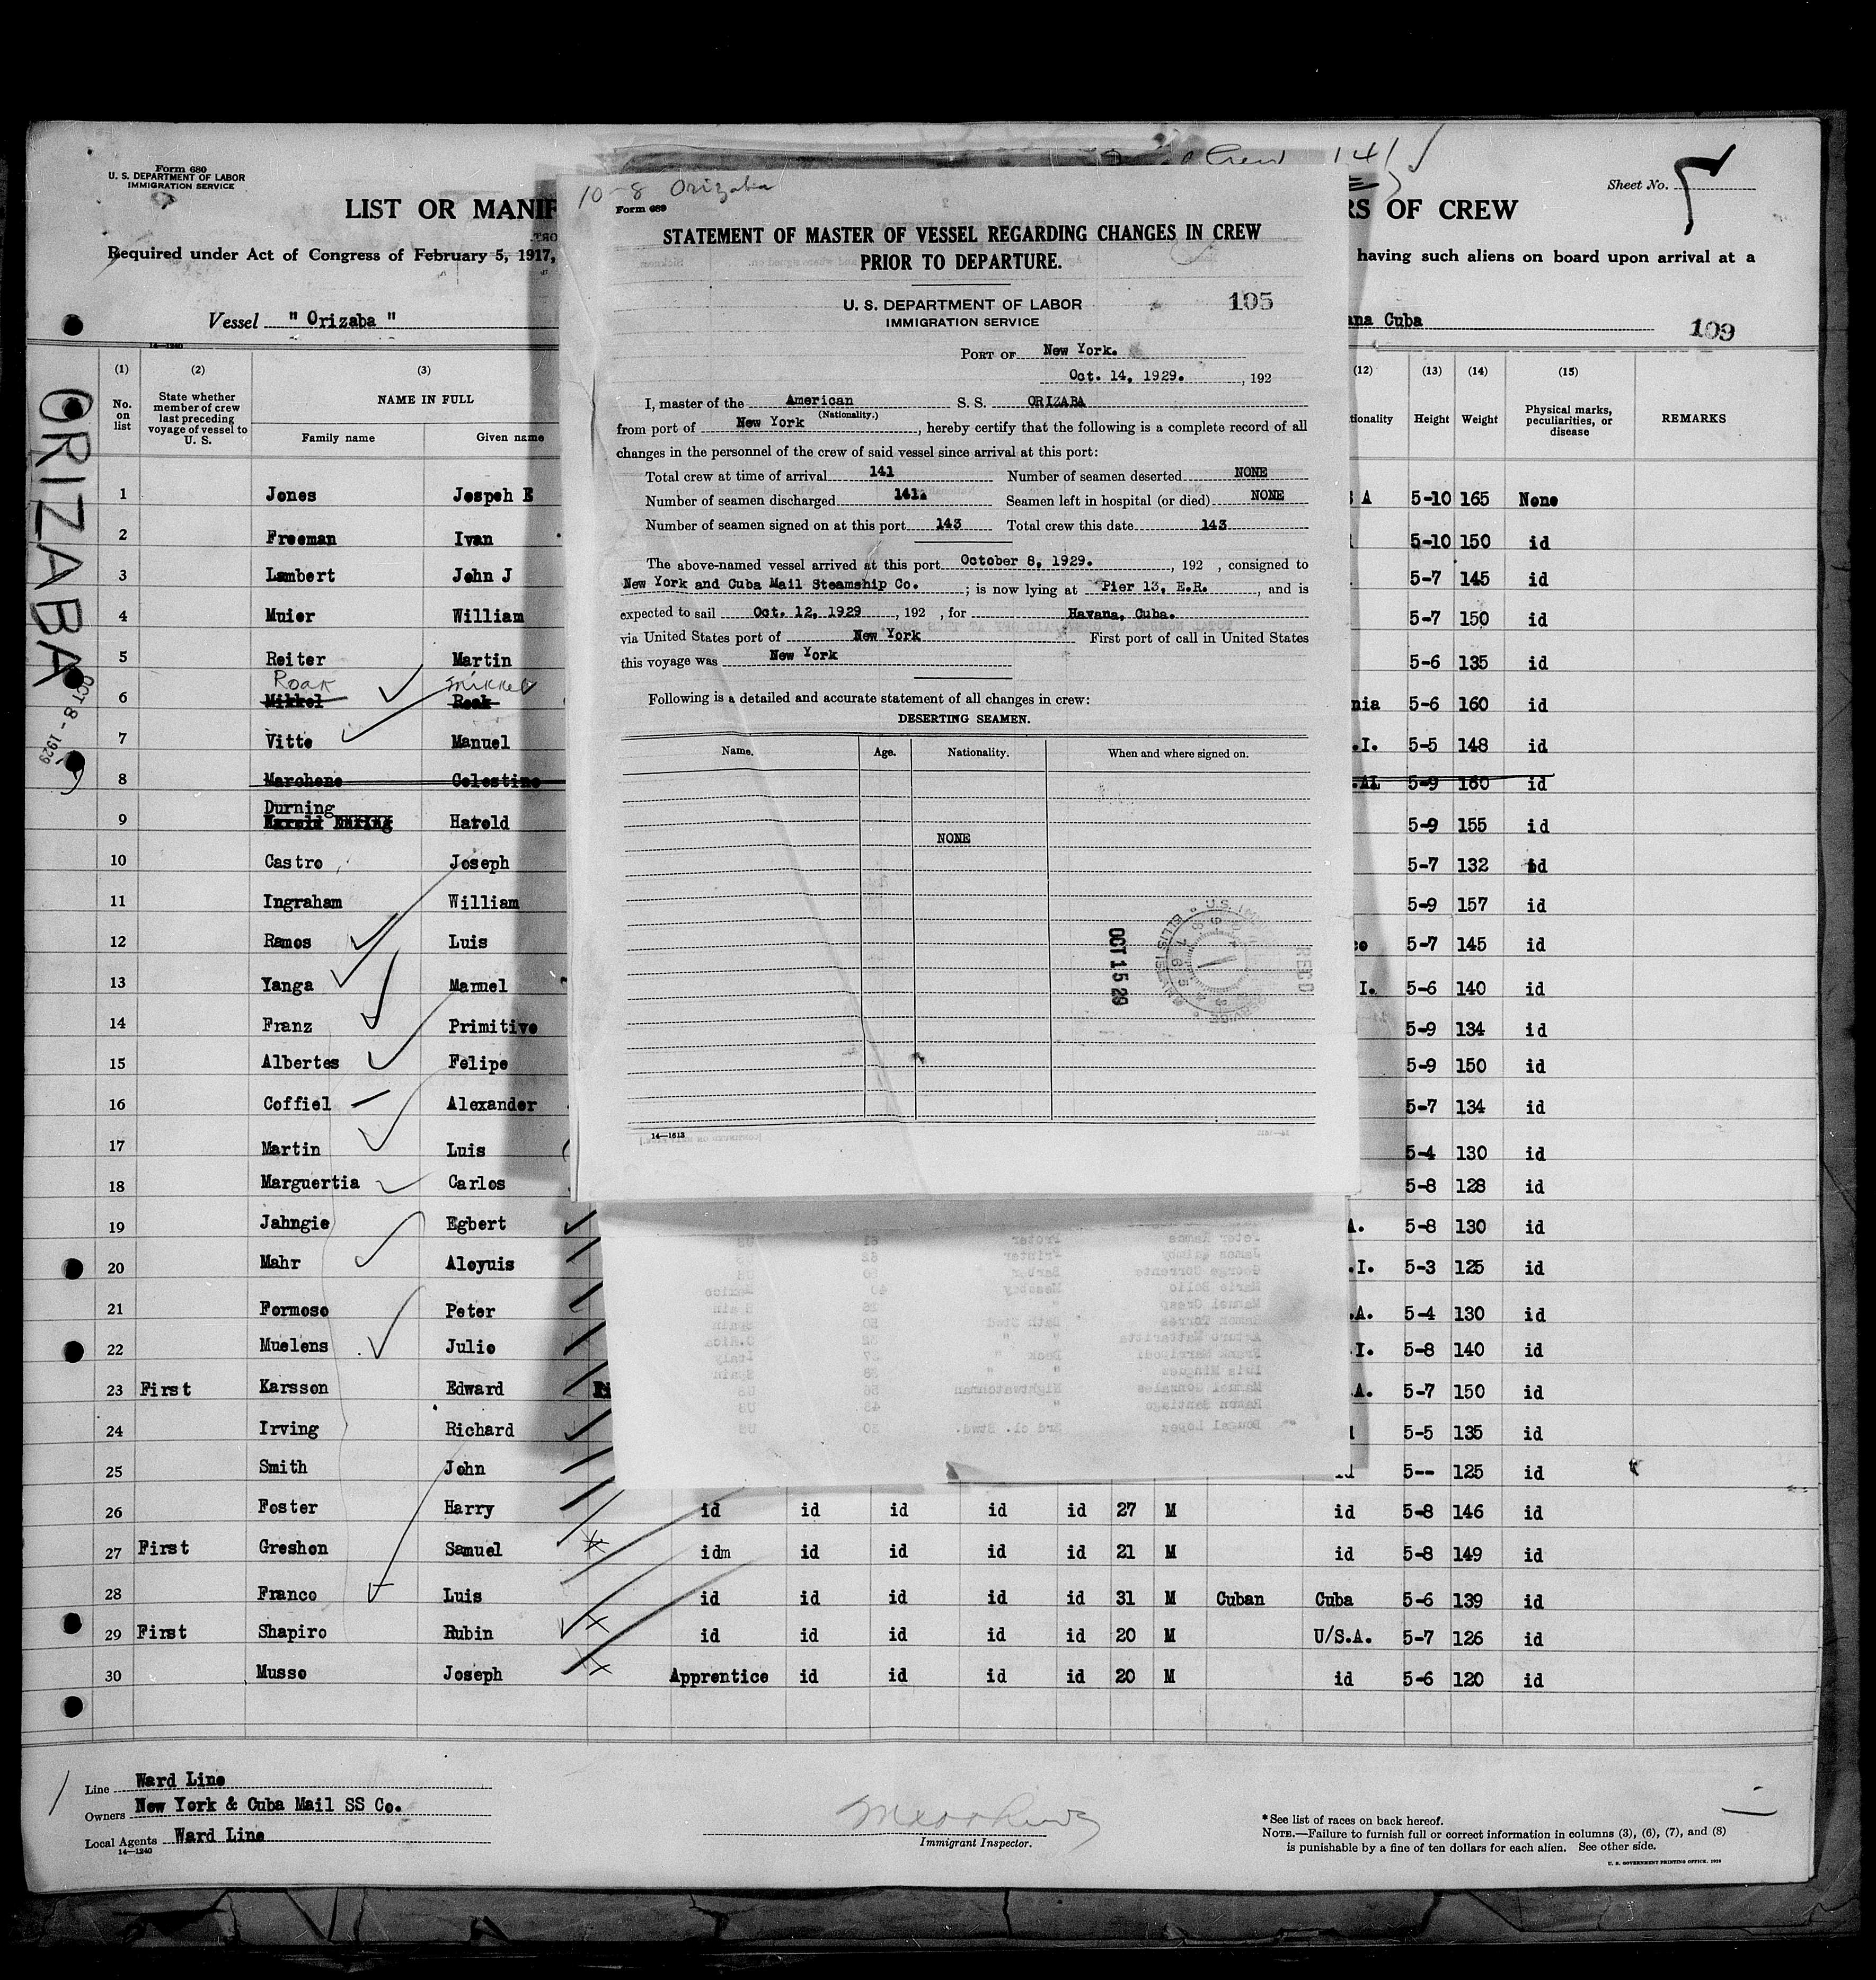 Form 680
U. S. DEPARTMENT OF LABOR
IMMIGRATION SERVICE
LIST OR MANIF
RS OF CREW
Sheet No.
Required under Act of Congress of February 5, 1917,
having such aliens on board upon arrival at a
Vessel " Orizaba "
ana Cuba
109
Crew 141
ORIZABA
OCT 8 - 1929
10-8 Orizaba
Form 689
STATEMENT OF MASTER OF VESSEL REGARDING CHANGES IN CREW
PRIOR TO DEPARTURE.
U. S. DEPARTMENT OF LABOR
IMMIGRATION SERVICE
105
PORT OF New York.
Oct. 14, 1929. , 192
I, master of the American S. S. ORIZABA
(Nationality.)
from port of New York , hereby certify that the following is a complete record of all
changes in the personnel of the crew of said vessel since arrival at this port:
Total crew at time of arrival 141 Number of seamen deserted NONE
Number of seamen discharged 141 Seamen left in hospital (or died) NONE
Number of seamen signed on at this port 143 Total crew this date 143
The above-named vessel arrived at this port October 8, 1929. , 192 , consigned to
New York and Cuba Mail Steamship Co. ; is now lying at Pier 13, E.R. , and is
expected to sail Oct. 12, 1929 , 192 , for Havana, Cuba.
via United States port of New York First port of call in United States
this voyage was New York
Following is a detailed and accurate statement of all changes in crew:
DESERTING SEAMEN.
Name. Age. Nationality. When and where signed on.
NONE
OCT 15 29
REC'D
14—1613
14—1240
(1) (2) (3) (12) (13) (14) (15)
No. on list
State whether member of crew last preceding voyage of vessel to U. S.
NAME IN FULL
Family name Given name
tionality Height Weight Physical marks, peculiarities, or disease REMARKS
1 Jones Jospeh E S A 5-10 165 None
2 Freeman Ivan 5-10 150 id
3 Lambert John J 5-7 145 id
4 Muier William 5-7 150 id
5 Reiter Martin 5-6 135 id
Roak Mikkel
6 Mikkel Roak nia 5-6 160 id
7 Vitte Manuel .I. 5-5 148 id
8 Marchene Celestine .AL 5-9 160 id
Durning
9 Harold 5-9 155 id
10 Castro Joseph 5-7 132 id
11 Ingraham William 5-9 157 id
12 Ramos Luis co 5-7 145 id
13 Yanga Manuel I. 5-6 140 id
14 Franz Primitive 5-9 134 id
15 Albertes Felipe 5-9 150 id
16 Coffiel Alexander 5-7 134 id
17 Martin Luis 5-4 130 id
18 Marguertia Carlos 5-8 128 id
19 Jahngie Egbert A. 5-8 130 id
20 Mahr Aloyuis .I. 5-3 125 id
21 Formoso Peter .A. 5-4 130 id
22 Muelens Julio .I. 5-8 140 id
23 First Karsson Edward .A. 5-7 150 id
24 Irving Richard 5-5 135 id
25 Smith John id 5-- 125 id
26 Foster Harry id id id id id 27 M id 5-8 146 id
27 First Greshon Samuel idm id id id id 21 M id 5-8 149 id
28 Franco Luis id id id id id 31 M Cuban Cuba 5-6 139 id
29 First Shapiro Rubin id id id id id 20 M U/S.A. 5-7 126 id
30 Musso Joseph Apprentice id id id id 20 M id 5-6 120 id
Line Ward Line
Owners New York & Cuba Mail SS Co.
Local Agents Ward Line
14—1240
Immigrant Inspector.
*See list of races on back hereof.
NOTE.—Failure to furnish full or correct information in columns (3), (6), (7), and (8)
is punishable by a fine of ten dollars for each alien. See other side.
U. S. GOVERNMENT PRINTING OFFICE, 1929